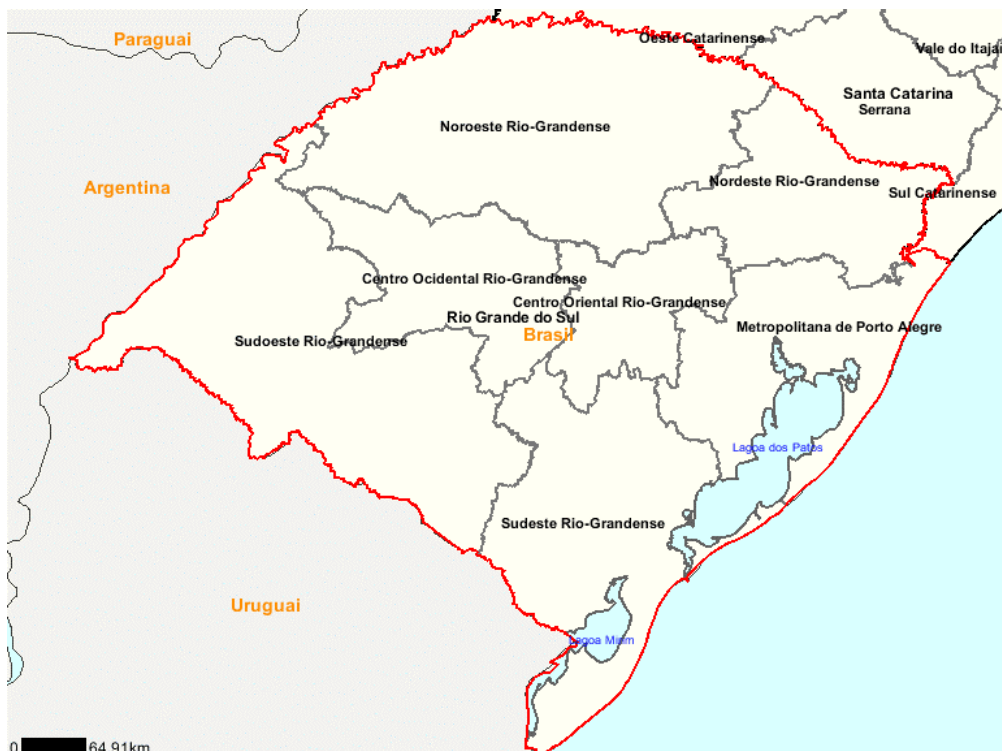 Paraguai
Oeste Catarinense
Vale do Itajaí
Santa Catarina
Serrana
Noroeste Rio-Grandense
Argentina
Nordeste Rio-Grandense
Sul Catarinense
Centro Ocidental Rio-Grandense
Centro Oriental Rio-Grandense
Rio Grande do Sul
Brasil
Metropolitana de Porto Alegre
Sudoeste Rio-Grandense
Lagoa dos Patos
Sudeste Rio-Grandense
Uruguai
Lagoa Mirim
0 64.91km